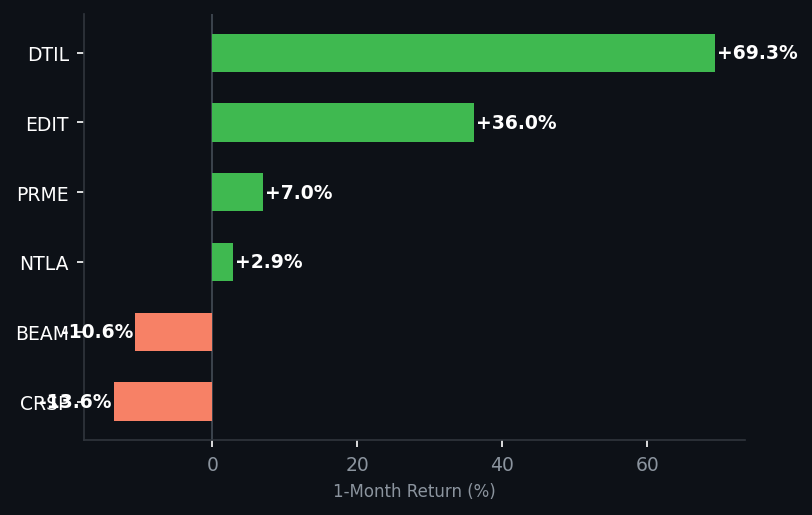 DTIL +69.3%
EDIT +36.0%
PRME +7.0%
NTLA +2.9%
BEAM -10.6%
CRSP -13.6%
0 20 40 60
1-Month Return (%)